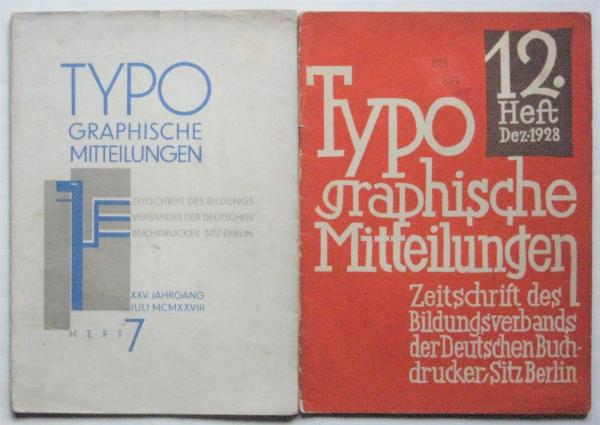 TYPO
GRAPHISCHE
MITTEILUNGEN
ZEITSCHRIFT DES BILDUNGS
VERBANDES DER DEUTSCHEN
BUCHDRUCKER · SITZ BERLIN
XXV. JAHRGANG
JULI MCMXXVIII
HEFT 7
12.
Heft
Dez·1928
Typo
graphische
Mitteilungen
Zeitschrift des
Bildungsverbands
der Deutschen Buch-
drucker, Sitz Berlin